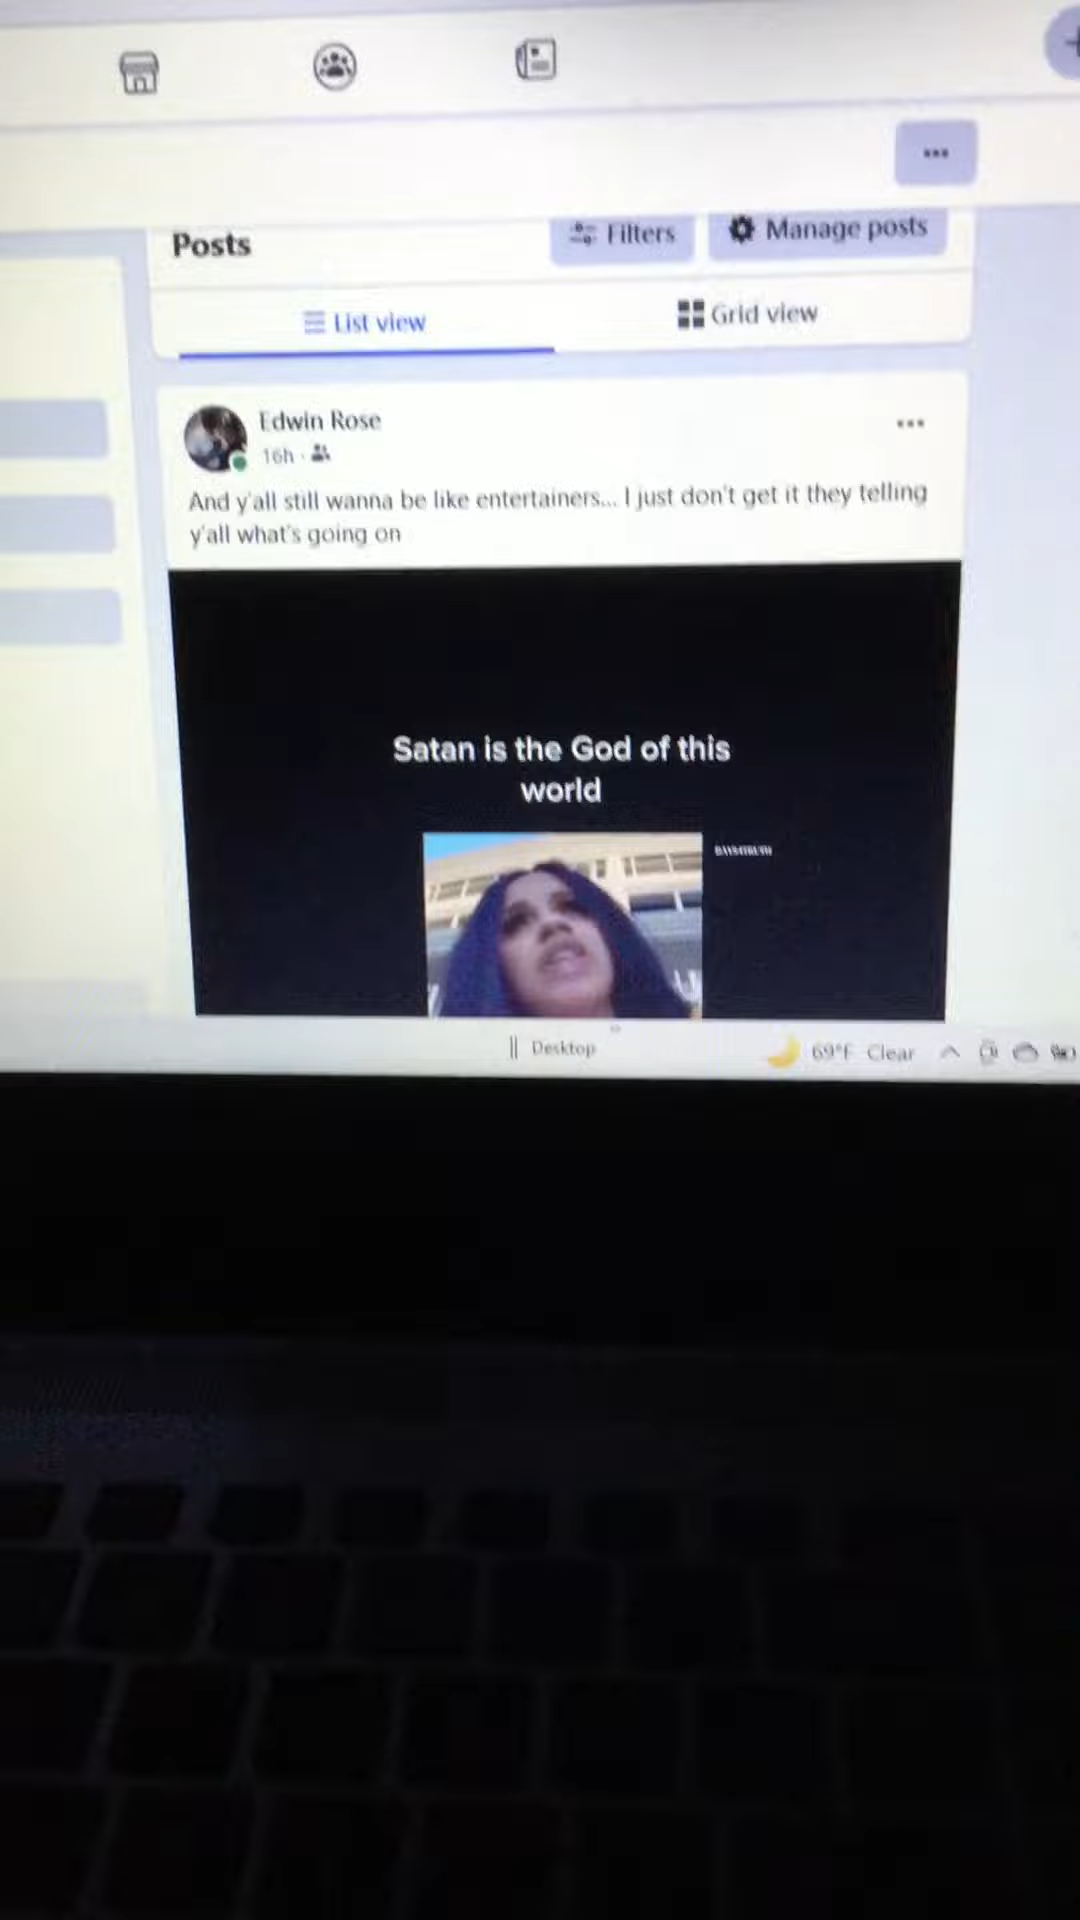 Posts
Filters
Manage posts
List view
Grid view
Edwin Rose
16h
And y'all still wanna be like entertainers... I just don't get it they telling
y'all what's going on
Satan is the God of this
world
Desktop
69°F Clear